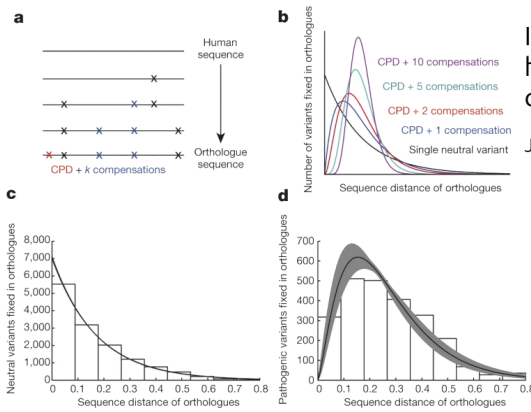 a
Human
sequence
Orthologue
sequence
CPD + k compensations
b
Number of variants fixed in orthologues
CPD + 10 compensations
CPD + 5 compensations
CPD + 2 compensations
CPD + 1 compensation
Single neutral variant
Sequence distance of orthologues
c
Neutral variants fixed in orthologues
8,000
7,000
6,000
5,000
4,000
3,000
2,000
1,000
0
0 0.1 0.2 0.3 0.4 0.5 0.6 0.7 0.8
Sequence distance of orthologues
d
Pathogenic variants fixed in orthologues
700
600
500
400
300
200
100
0
0 0.1 0.2 0.3 0.4 0.5 0.6 0.7 0.8
Sequence distance of orthologues